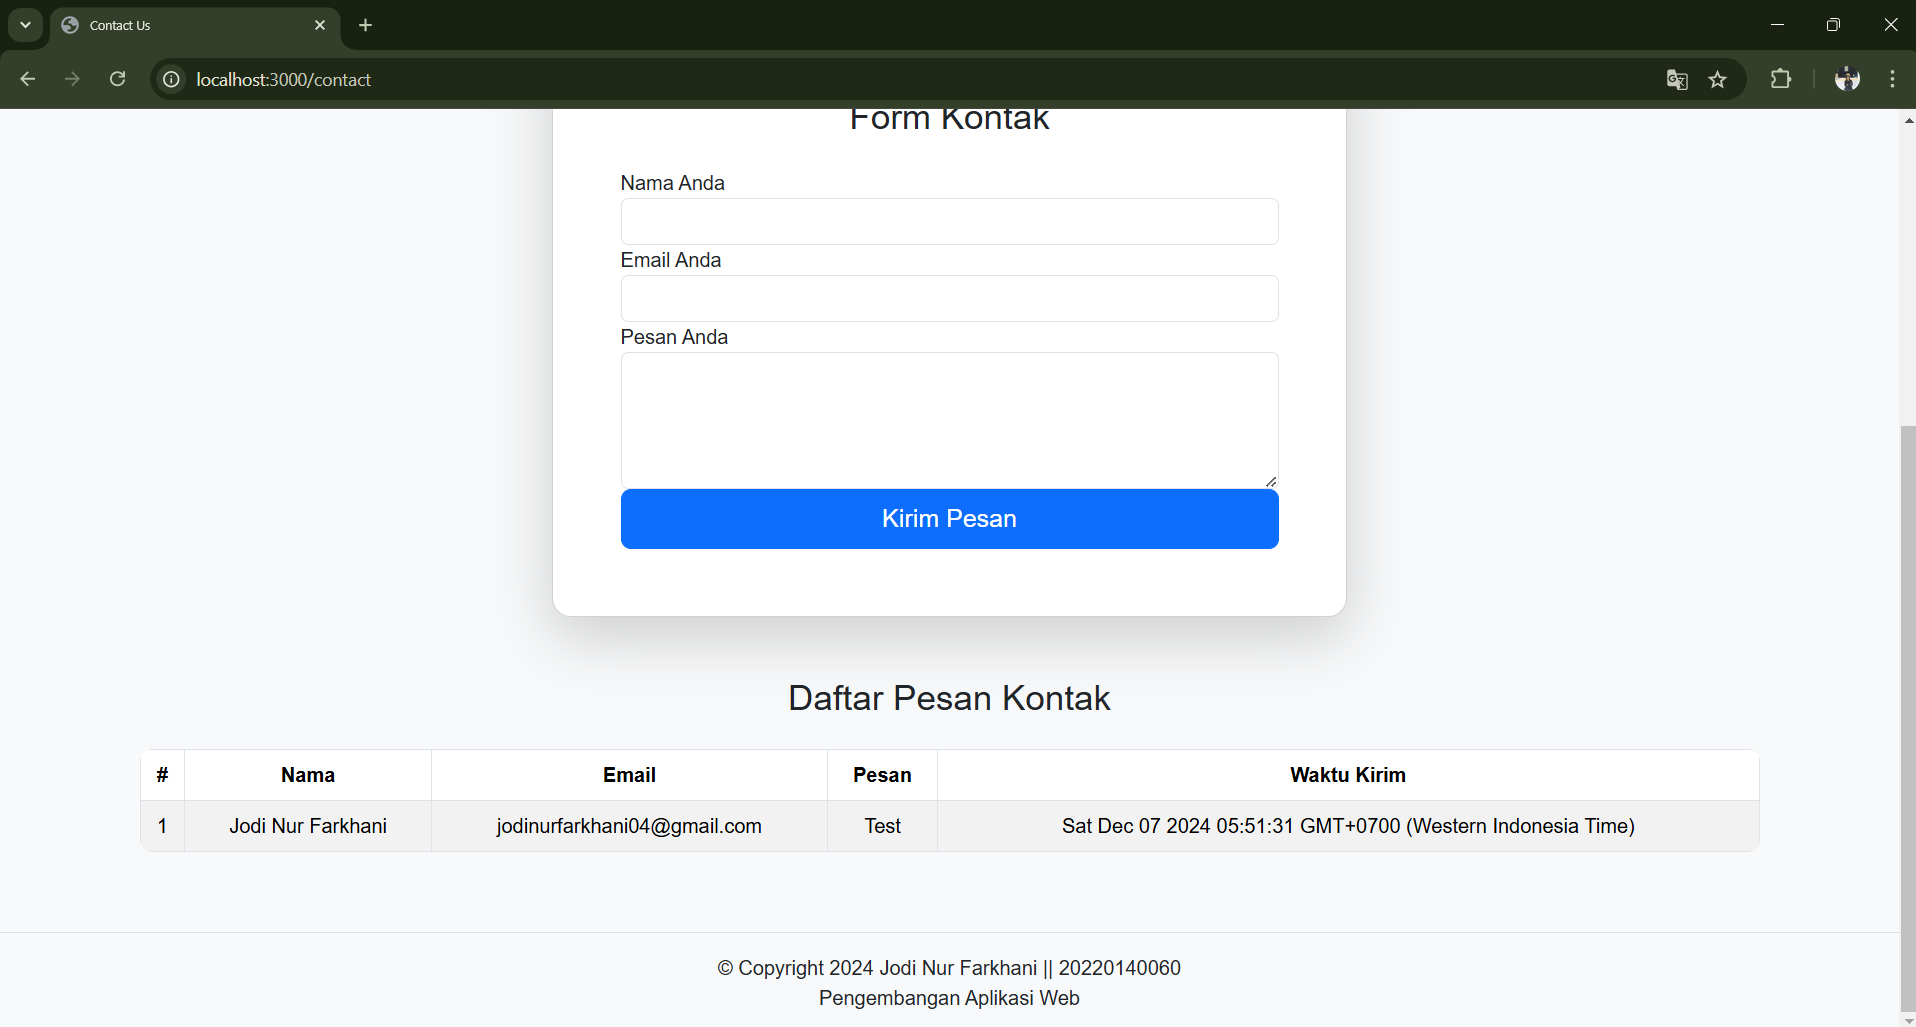 Contact Us
localhost:3000/contact
Form Kontak
Nama Anda
Email Anda
Pesan Anda
Kirim Pesan
Daftar Pesan Kontak
# Nama Email Pesan Waktu Kirim
1 Jodi Nur Farkhani jodinurfarkhani04@gmail.com Test Sat Dec 07 2024 05:51:31 GMT+0700 (Western Indonesia Time)
© Copyright 2024 Jodi Nur Farkhani || 20220140060
Pengembangan Aplikasi Web